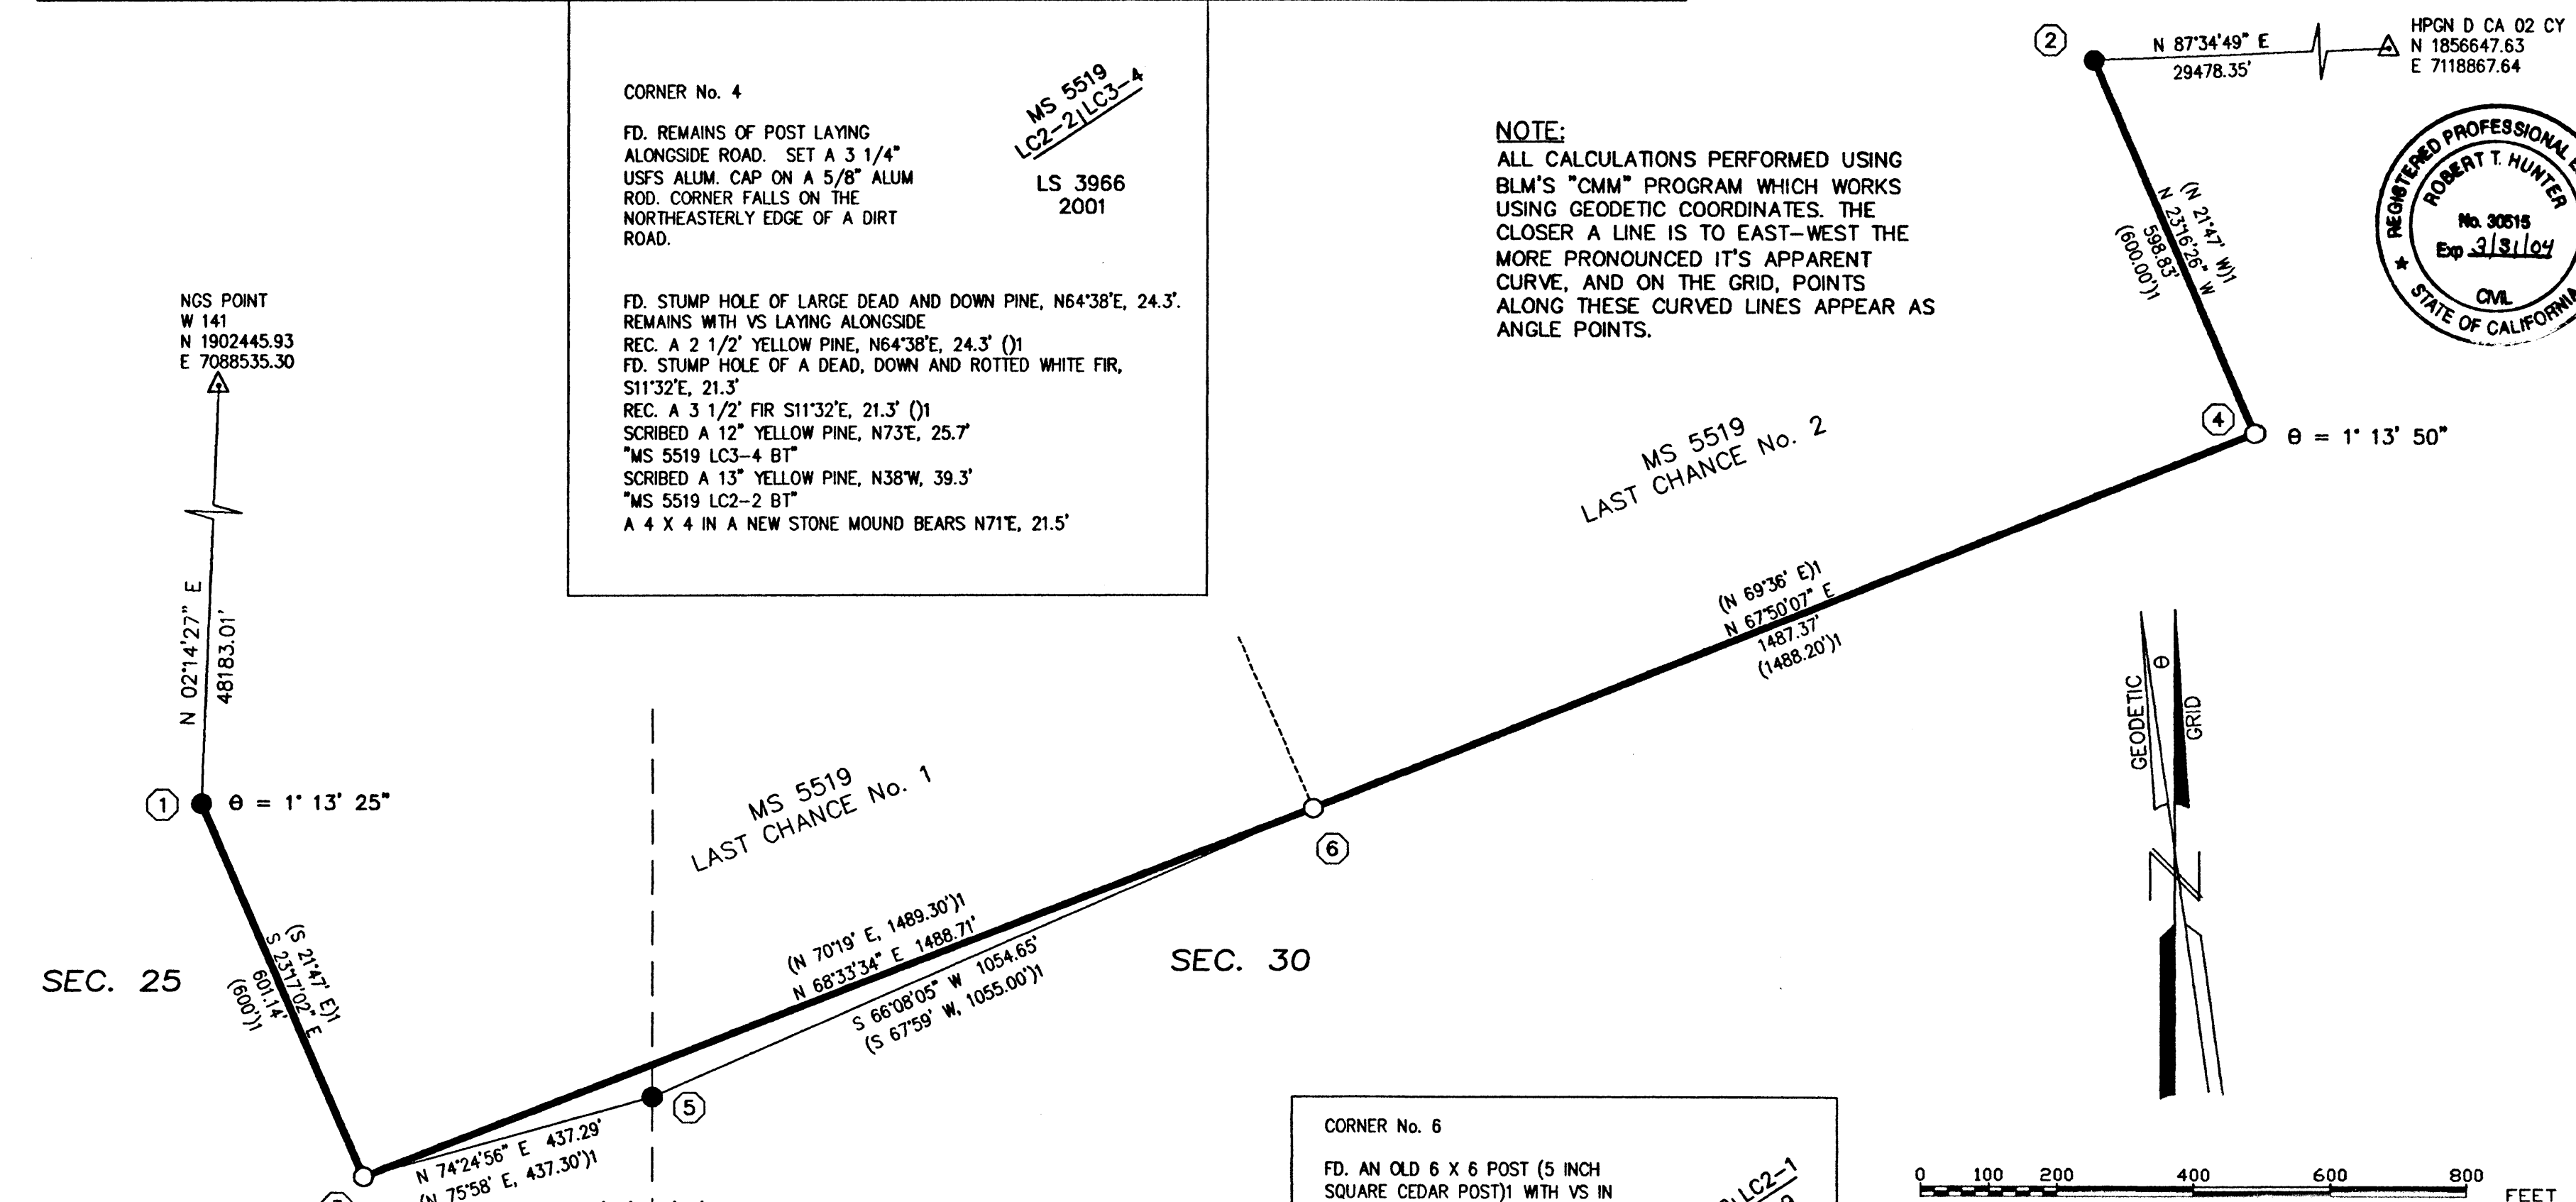 CORNER No. 4
FD. REMAINS OF POST LAYING
ALONGSIDE ROAD. SET A 3 1/4"
USFS ALUM. CAP ON A 5/8" ALUM
ROD. CORNER FALLS ON THE
NORTHEASTERLY EDGE OF A DIRT
ROAD.
MS 5519
LC2-2|LC3-4
LS 3966
2001
FD. STUMP HOLE OF LARGE DEAD AND DOWN PINE, N64°38'E, 24.3'.
REMAINS WITH VS LAYING ALONGSIDE
REC. A 2 1/2' YELLOW PINE, N64°38'E, 24.3' ()1
FD. STUMP HOLE OF A DEAD, DOWN AND ROTTED WHITE FIR,
S11°32'E, 21.3'
REC. A 3 1/2' FIR S11°32'E, 21.3' ()1
SCRIBED A 12" YELLOW PINE, N73°E, 25.7'
"MS 5519 LC3-4 BT"
SCRIBED A 13" YELLOW PINE, N38°W, 39.3'
"MS 5519 LC2-2 BT"
A 4 X 4 IN A NEW STONE MOUND BEARS N71°E, 21.5'
NOTE:
ALL CALCULATIONS PERFORMED USING
BLM'S "CMM" PROGRAM WHICH WORKS
USING GEODETIC COORDINATES. THE
CLOSER A LINE IS TO EAST-WEST THE
MORE PRONOUNCED IT'S APPARENT
CURVE, AND ON THE GRID, POINTS
ALONG THESE CURVED LINES APPEAR AS
ANGLE POINTS.
2
N 87°34'49" E
29478.35'
HPGN D CA 02 CY
N 1856647.63
E 7118867.64
REGISTERED PROFESSIONAL
ROBERT T. HUNTER
No. 30515
Exp 3/31/04
CIVIL
★ STATE OF CALIFORNIA
(N 21°47' W)1
N 23°16'26" W
598.83'
(600.00')1
4
θ = 1° 13' 50"
NGS POINT
W 141
N 1902445.93
E 7088535.30
N 02°14'27" E
48183.01'
1
θ = 1° 13' 25"
MS 5519
LAST CHANCE No. 2
(N 69°36' E)1
N 67°50'07" E
1487.37'
(1488.20')1
GEODETIC
θ
GRID
N
MS 5519
LAST CHANCE No. 1
6
(N 70°19' E, 1489.30')1
N 68°33'34" E 1488.71'
S 66°08'05" W 1054.65'
(S 67°59' W, 1055.00')1
SEC. 25
SEC. 30
(S 21°47' E)1
S 23°17'02" E
601.14'
(600')1
5
N 74°24'56" E 437.29'
(N 75°58' E, 437.30')1
CORNER No. 6
FD. AN OLD 6 X 6 POST (5 INCH
SQUARE CEDAR POST)1 WITH VS IN
LC2-1
0 100 200 400 600 800
FEET